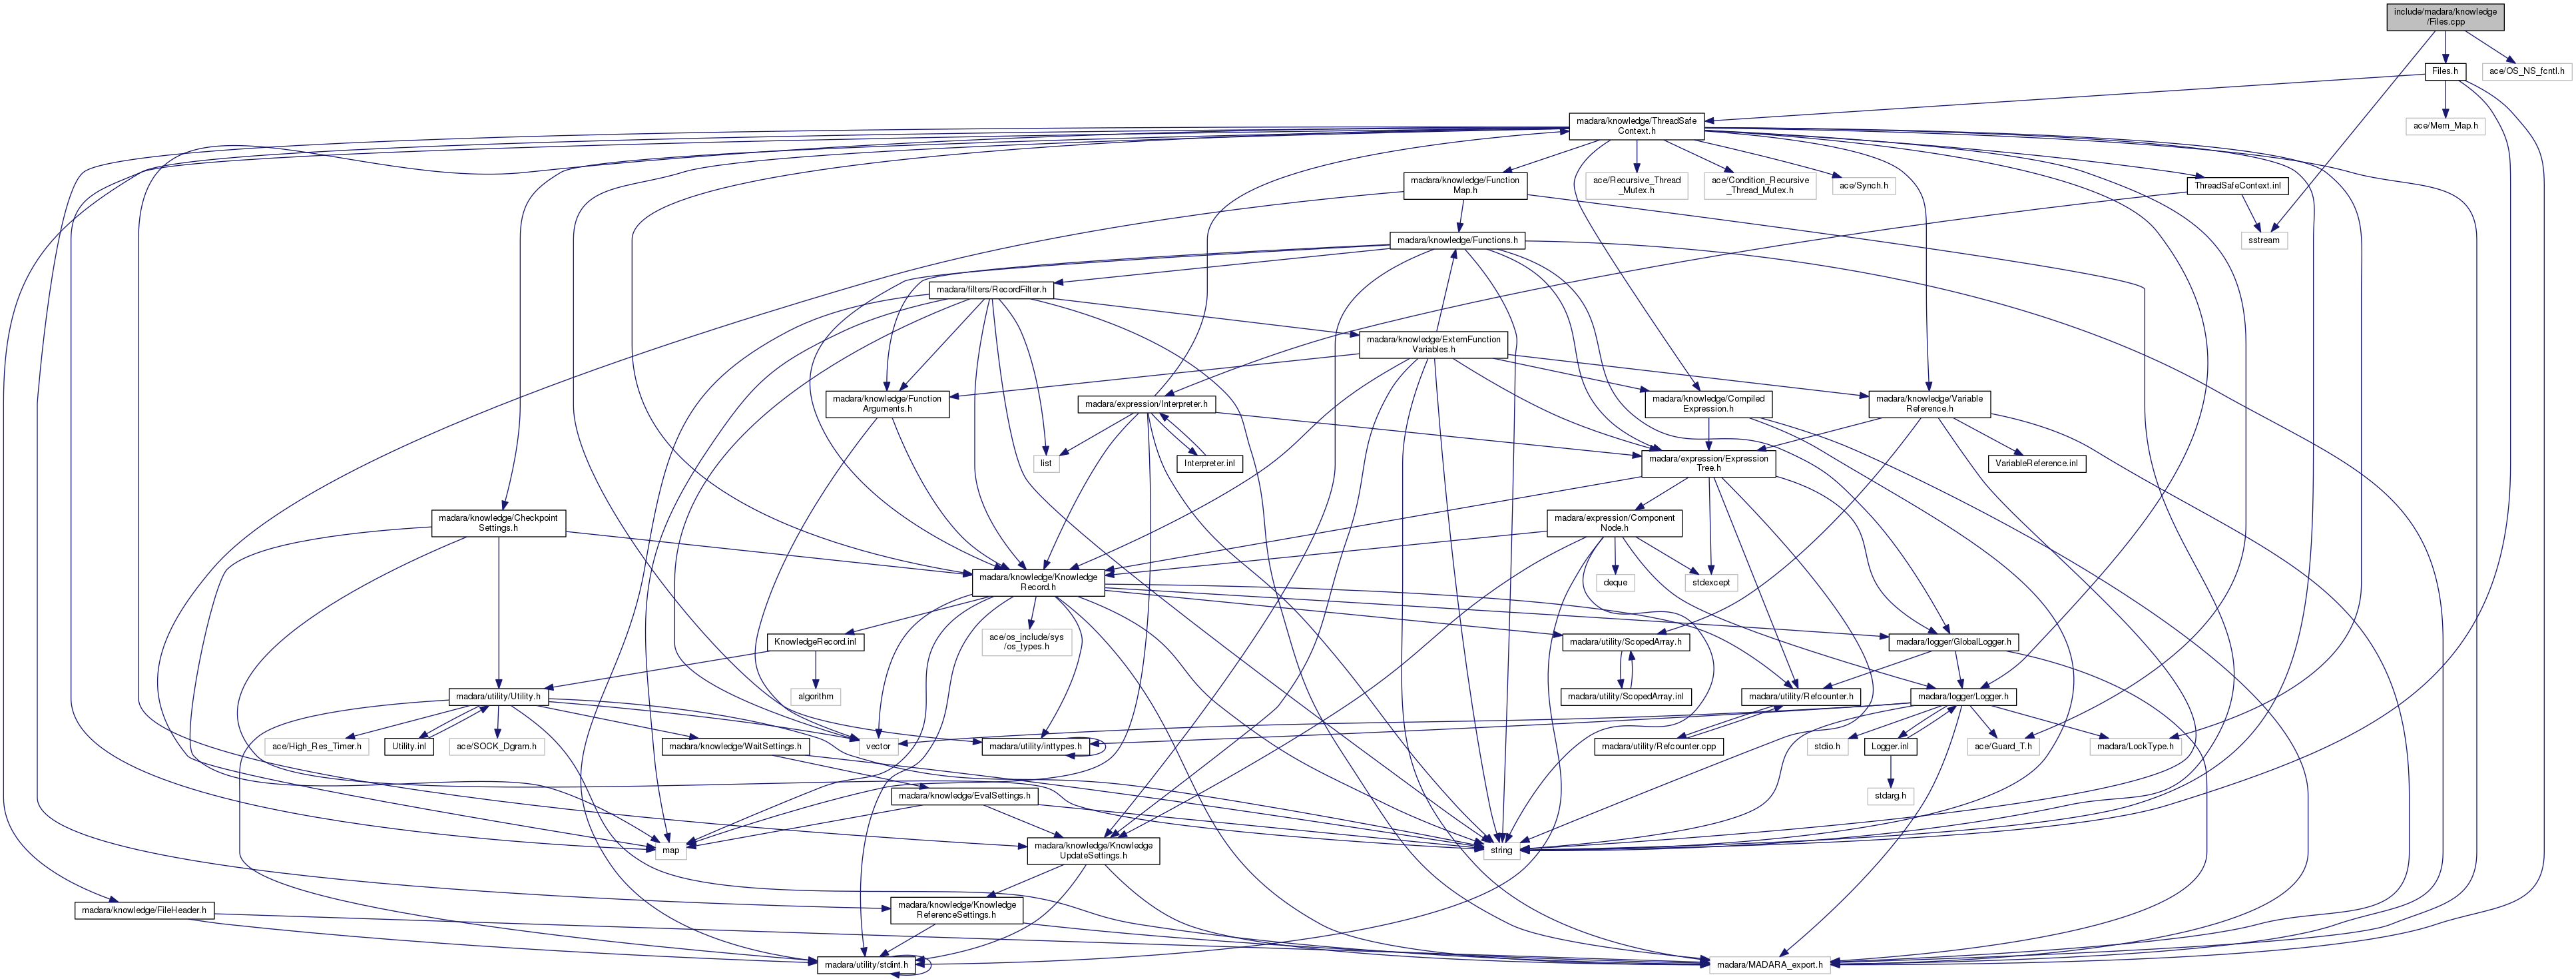 include/madara/knowledge
/Files.cpp
Files.h
ace/OS_NS_fcntl.h
madara/knowledge/ThreadSafe
Context.h
ace/Mem_Map.h
madara/knowledge/Function
Map.h
ace/Recursive_Thread
_Mutex.h
ace/Condition_Recursive
_Thread_Mutex.h
ace/Synch.h
ThreadSafeContext.inl
madara/knowledge/Functions.h
sstream
madara/filters/RecordFilter.h
madara/knowledge/ExternFunction
Variables.h
madara/knowledge/Function
Arguments.h
madara/expression/Interpreter.h
madara/knowledge/Compiled
Expression.h
madara/knowledge/Variable
Reference.h
list
Interpreter.inl
madara/expression/Expression
Tree.h
VariableReference.inl
madara/knowledge/Checkpoint
Settings.h
madara/expression/Component
Node.h
madara/knowledge/Knowledge
Record.h
deque
stdexcept
KnowledgeRecord.inl
ace/os_include/sys
/os_types.h
madara/utility/ScopedArray.h
madara/logger/GlobalLogger.h
madara/utility/Utility.h
algorithm
madara/utility/ScopedArray.inl
madara/utility/Refcounter.h
madara/logger/Logger.h
ace/High_Res_Timer.h
Utility.inl
ace/SOCK_Dgram.h
madara/knowledge/WaitSettings.h
vector
madara/utility/inttypes.h
madara/utility/Refcounter.cpp
stdio.h
Logger.inl
ace/Guard_T.h
madara/LockType.h
madara/knowledge/EvalSettings.h
stdarg.h
map
madara/knowledge/Knowledge
UpdateSettings.h
string
madara/knowledge/FileHeader.h
madara/knowledge/Knowledge
ReferenceSettings.h
madara/utility/stdint.h
madara/MADARA_export.h